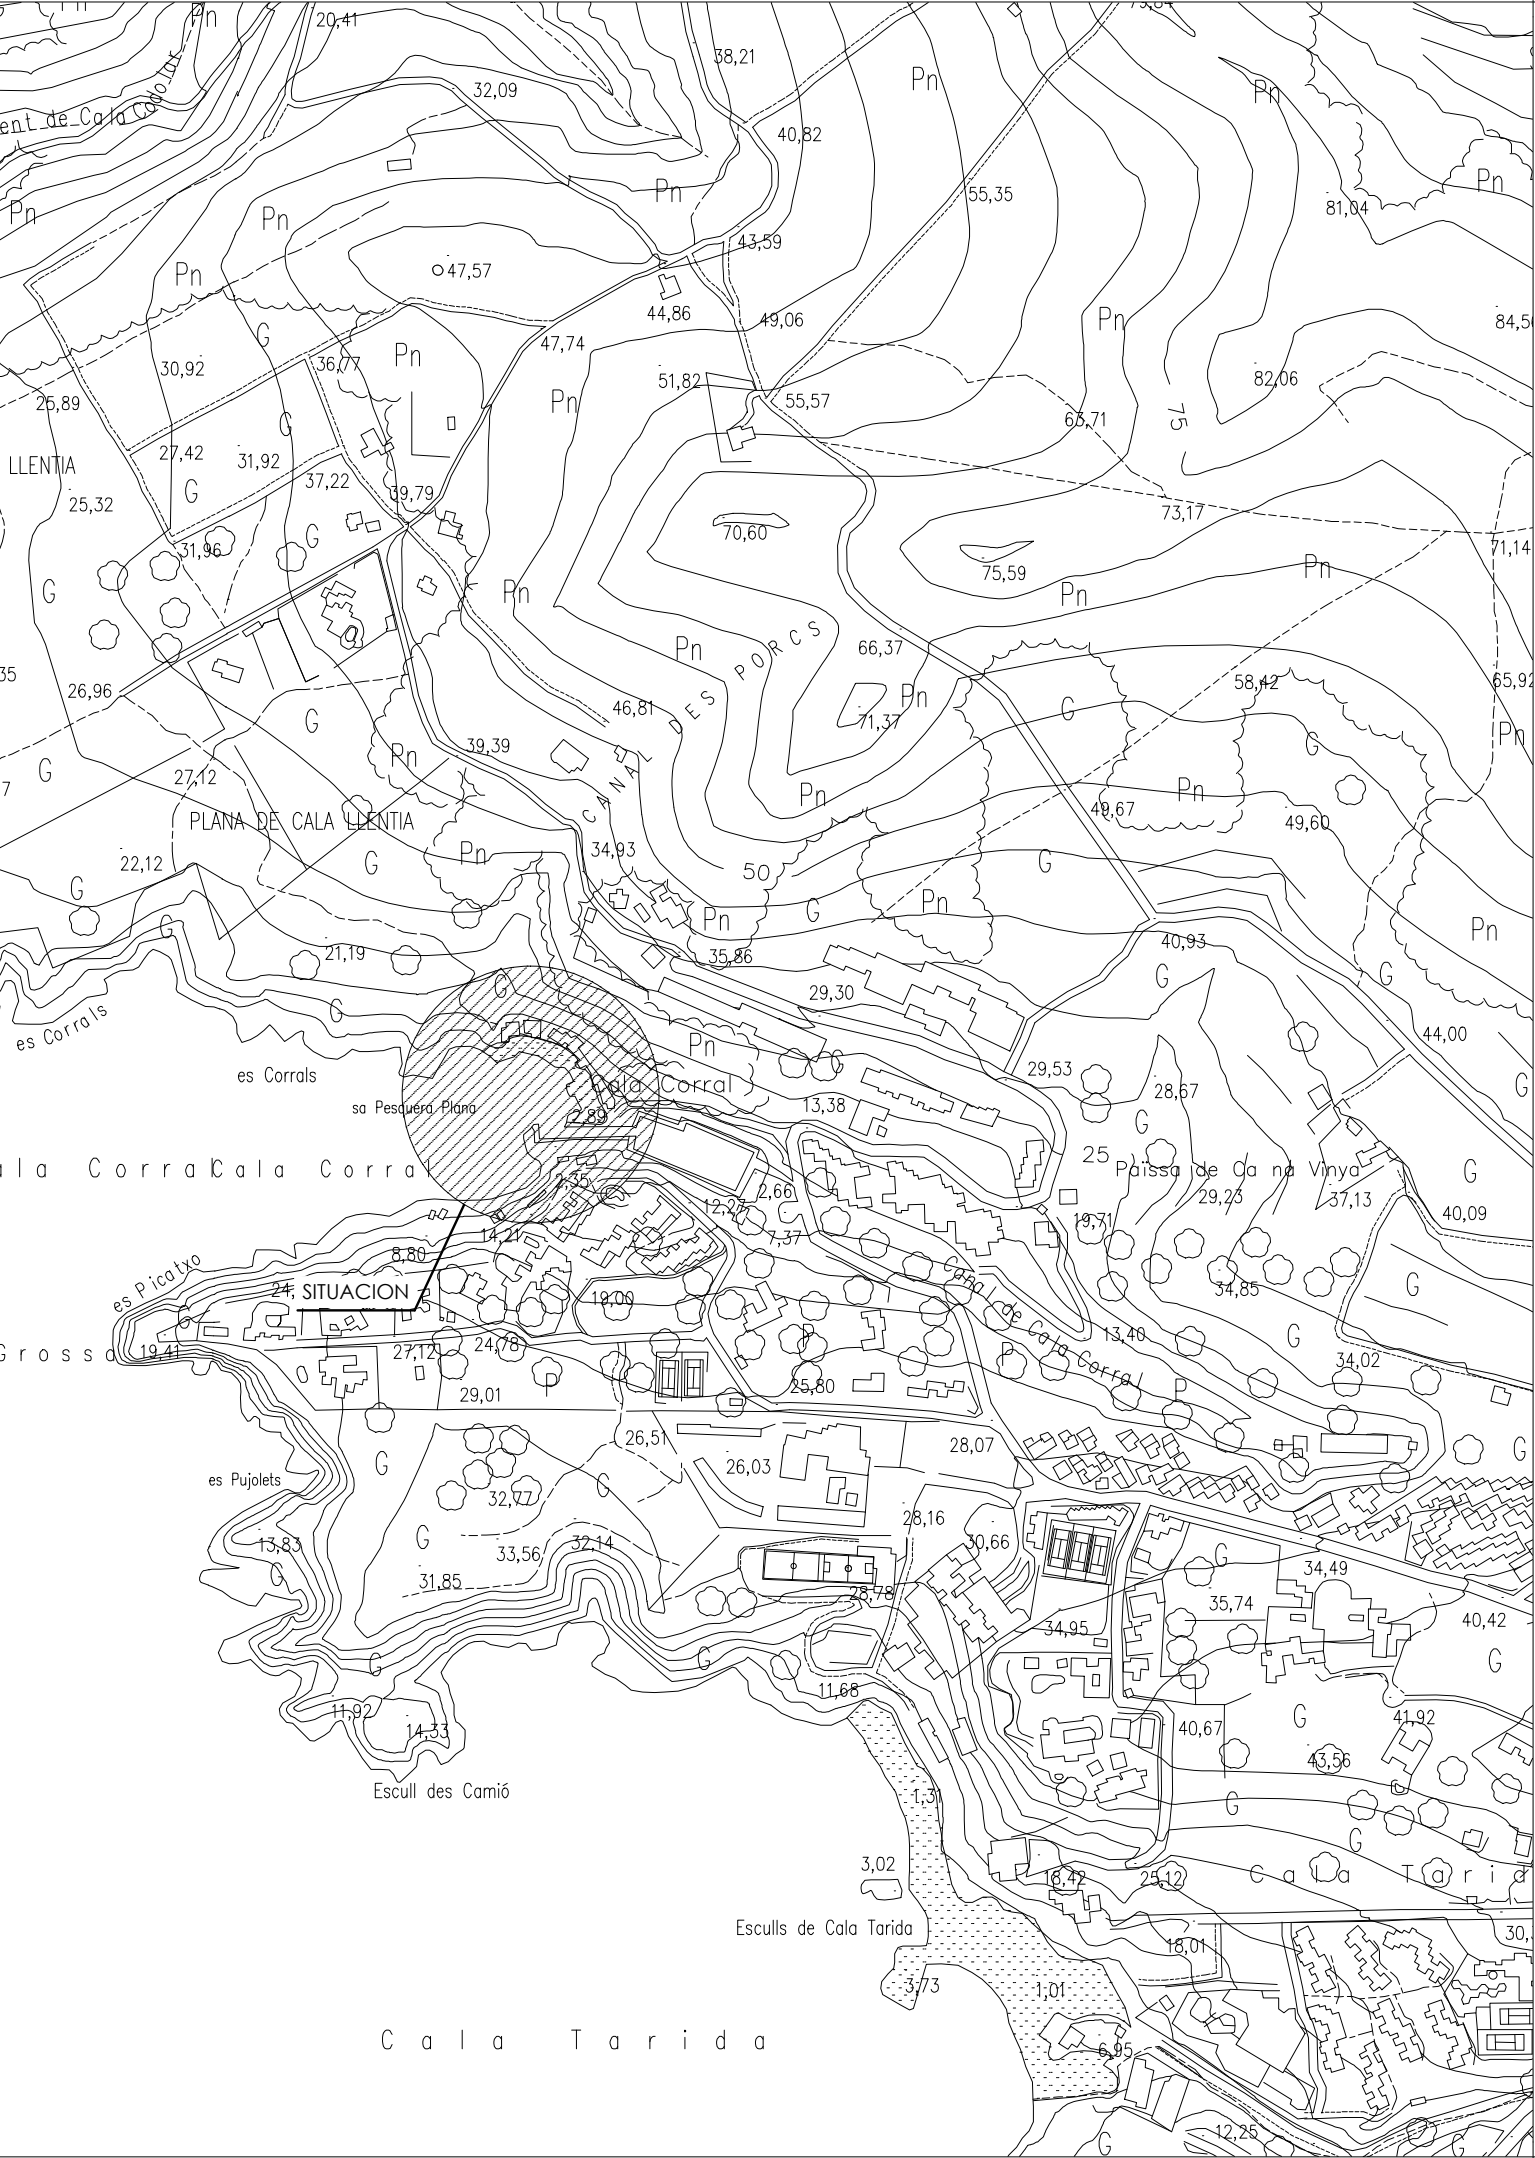 20,41
Pn
38,21
32,09
Pn
Pn
ent de Cala Codolar
40,82
Pn
Pn
55,35
Pn
81,04
Pn
Pn
43,59
47,57
Pn
44,86
49,06
Pn
84,5
G
47,74
30,92
36,77
Pn
51,82
82,06
25,89
Pn
55,57
63,71
75
G
27,42
31,92
LLENTIA
37,22
G
39,79
25,32
73,17
70,60
G
31,96
71,14
75,59
Pn
G
Pn
Pn
CANAL DES PORCS
Pn
66,37
35
26,96
58,42
65,92
Pn
46,81
G
G
71,37
Pn
39,39
G
Pn
G
27,12
7
Pn
Pn
49,67
PLANA DE CALA LLENTIA
49,60
34,93
Pn
22,12
G
50
G
G
Pn
G
Pn
G
Pn
40,93
21,19
35,86
G
G
G
29,30
G
es Corrals
44,00
Pn
es Corrals
G
29,53
Cala Corral
28,67
G
sa Pesquera Plana
13,38
2,89
G
25
ala Corral
Cala Corral
Païssa de Ca na Vinya
G
2,35
2,66
29,23
37,13
12,27
40,09
19,71
14,21
7,37
8,80
es Picatxo
Canal de Cala Corral
24,
SITUACION
34,85
G
19,00
G
13,40
G
P
Grossa
19,41
27,12
24,78
P
34,02
29,01
P
25,80
P
26,51
28,07
G
G
26,03
es Pujolets
G
32,77
28,16
13,83
G
32,14
30,66
33,56
G
34,49
G
31,85
28,78
35,74
40,42
34,95
G
G
G
11,68
11,92
14,33
40,67
G
41,92
43,56
Escull des Camió
1,31
G
G
3,02
18,42
25,12
Cala Tarid
Esculls de Cala Tarida
30,
18,01
3,73
1,01
Cala Tarida
6,95
12,25
G
G